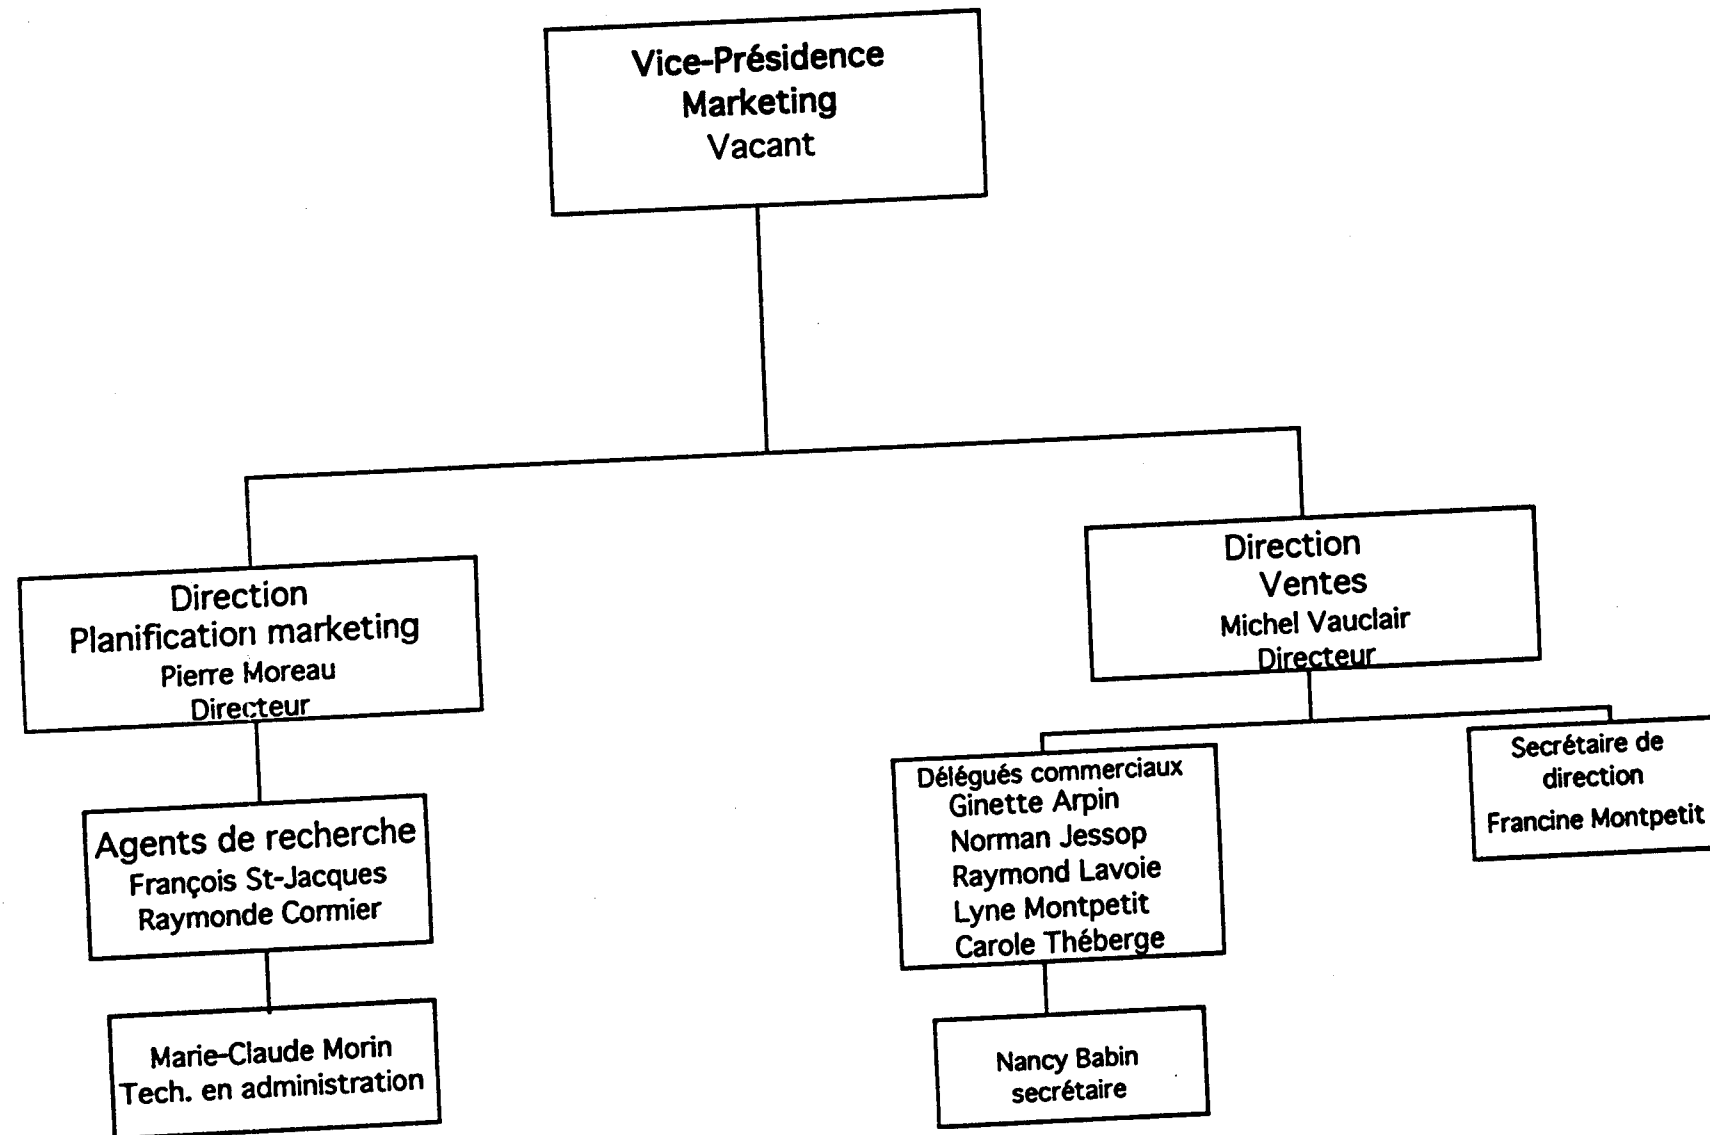 Vice-Présidence
Marketing
Vacant
Direction
Planification marketing
Pierre Moreau
Directeur
Direction
Ventes
Michel Vauclair
Directeur
Agents de recherche
François St-Jacques
Raymonde Cormier
Marie-Claude Morin
Tech. en administration
Délégués commerciaux
Ginette Arpin
Norman Jessop
Raymond Lavoie
Lyne Montpetit
Carole Théberge
Nancy Babin
secrétaire
Secrétaire de
direction
Francine Montpetit